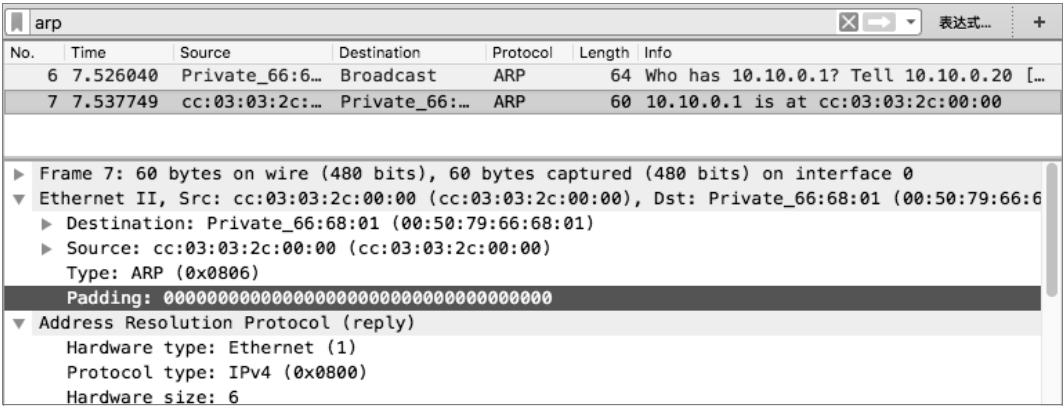 arp 表达式… +
No. Time Source Destination Protocol Length Info
6 7.526040 Private_66:6… Broadcast ARP 64 Who has 10.10.0.1? Tell 10.10.0.20 […
7 7.537749 cc:03:03:2c:… Private_66:… ARP 60 10.10.0.1 is at cc:03:03:2c:00:00
Frame 7: 60 bytes on wire (480 bits), 60 bytes captured (480 bits) on interface 0
Ethernet II, Src: cc:03:03:2c:00:00 (cc:03:03:2c:00:00), Dst: Private_66:68:01 (00:50:79:66:6
Destination: Private_66:68:01 (00:50:79:66:68:01)
Source: cc:03:03:2c:00:00 (cc:03:03:2c:00:00)
Type: ARP (0x0806)
Padding: 000000000000000000000000000000000000
Address Resolution Protocol (reply)
Hardware type: Ethernet (1)
Protocol type: IPv4 (0x0800)
Hardware size: 6